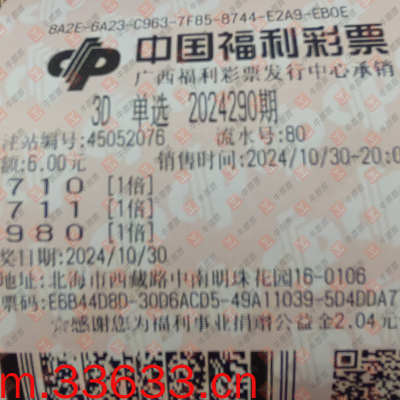 8A2E-6A23-C963-7F85-8744-E2A9-EB0E
中国福利彩票
广西福利彩票发行中心承销
3D 单选 2024290期
注站编号:45052076 流水号:80
额:6.00元 销售时间:2024/10/30-20:0
710 [1倍]
711 [1倍]
980 [1倍]
奖日期:2024/10/30
地址:北海市西藏路中南明珠花园16-0106
票码:E6B44D8D-30D6ACD5-49A11039-5D4DDA7
感谢您为福利事业捐赠公益金2.04元
m.33633.cn